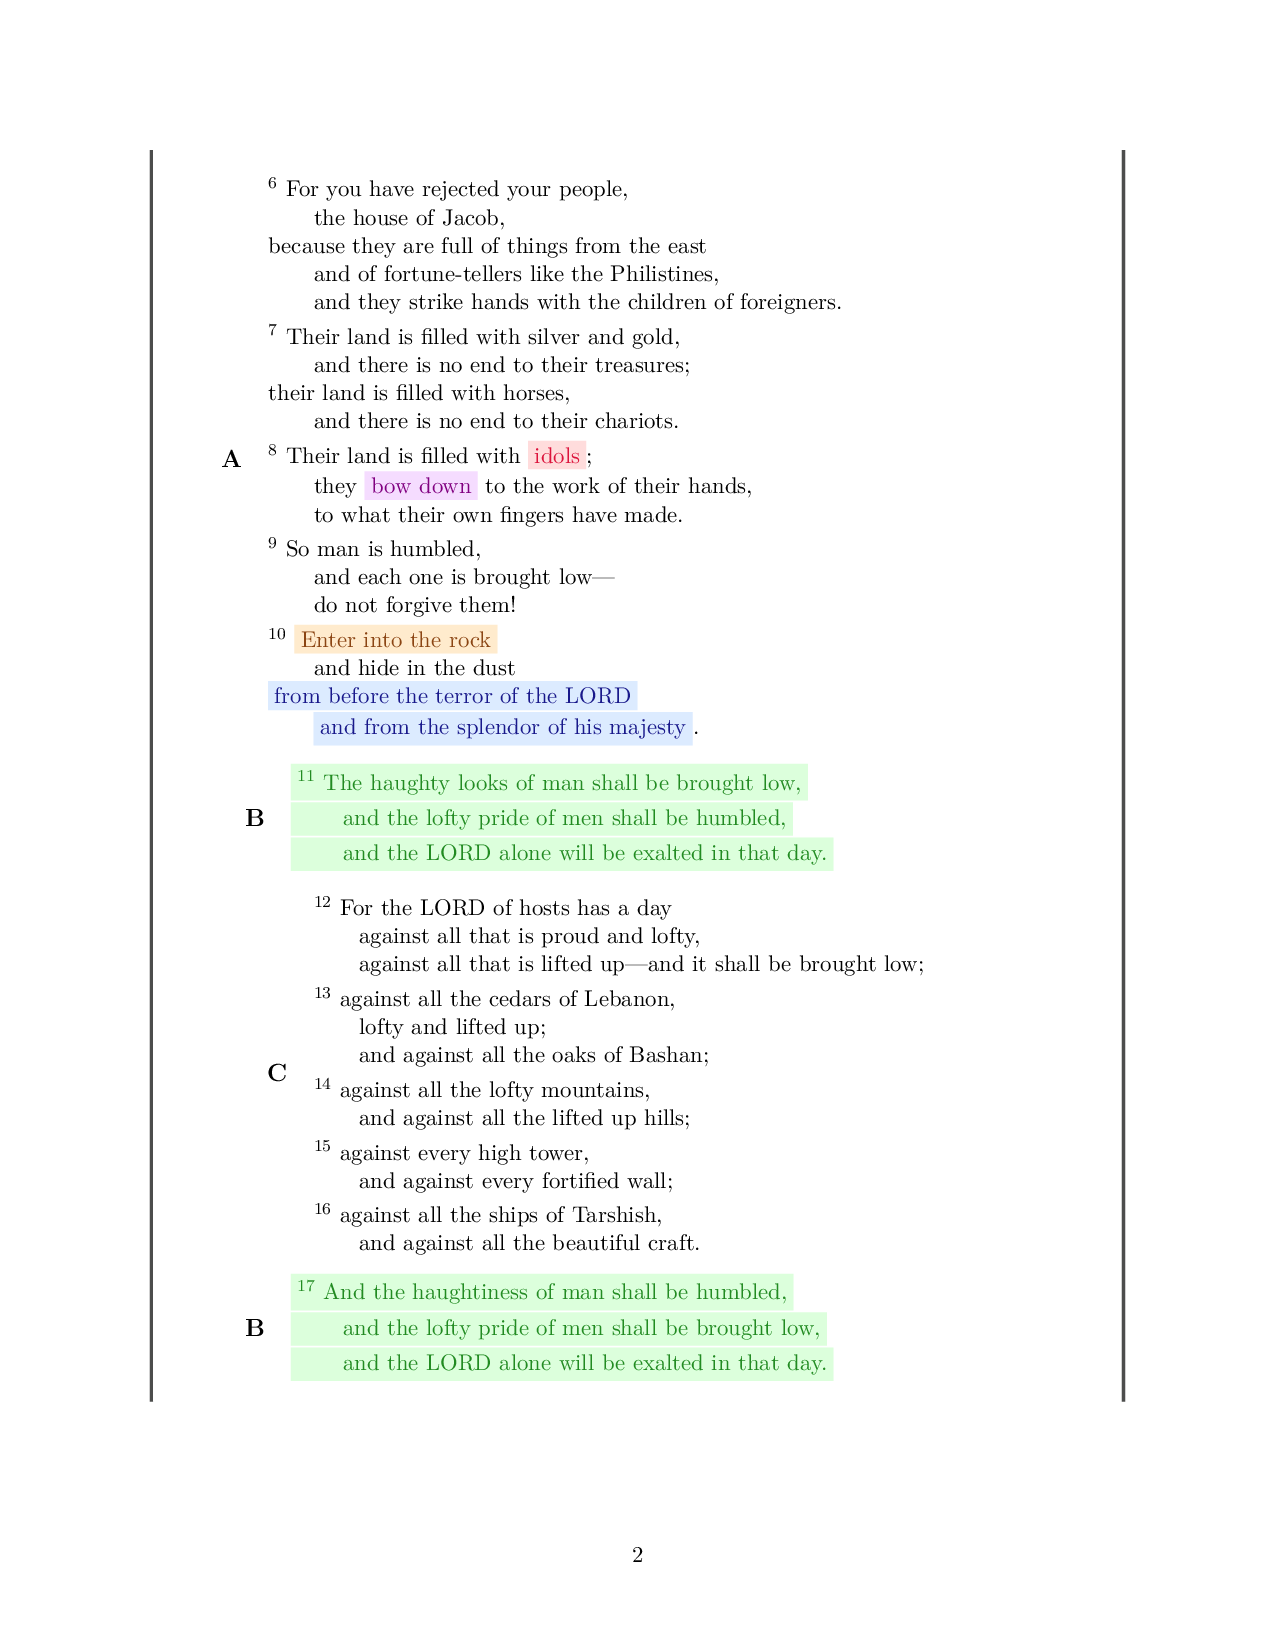 6 For you have rejected your people,
the house of Jacob,
because they are full of things from the east
and of fortune-tellers like the Philistines,
and they strike hands with the children of foreigners.
7 Their land is filled with silver and gold,
and there is no end to their treasures;
their land is filled with horses,
and there is no end to their chariots.
A 8 Their land is filled with idols;
they bow down to the work of their hands,
to what their own fingers have made.
9 So man is humbled,
and each one is brought low—
do not forgive them!
10 Enter into the rock
and hide in the dust
from before the terror of the LORD
and from the splendor of his majesty.
11 The haughty looks of man shall be brought low,
B and the lofty pride of men shall be humbled,
and the LORD alone will be exalted in that day.
12 For the LORD of hosts has a day
against all that is proud and lofty,
against all that is lifted up—and it shall be brought low;
13 against all the cedars of Lebanon,
lofty and lifted up;
and against all the oaks of Bashan;
C
14 against all the lofty mountains,
and against all the lifted up hills;
15 against every high tower,
and against every fortified wall;
16 against all the ships of Tarshish,
and against all the beautiful craft.
17 And the haughtiness of man shall be humbled,
B and the lofty pride of men shall be brought low,
and the LORD alone will be exalted in that day.
2